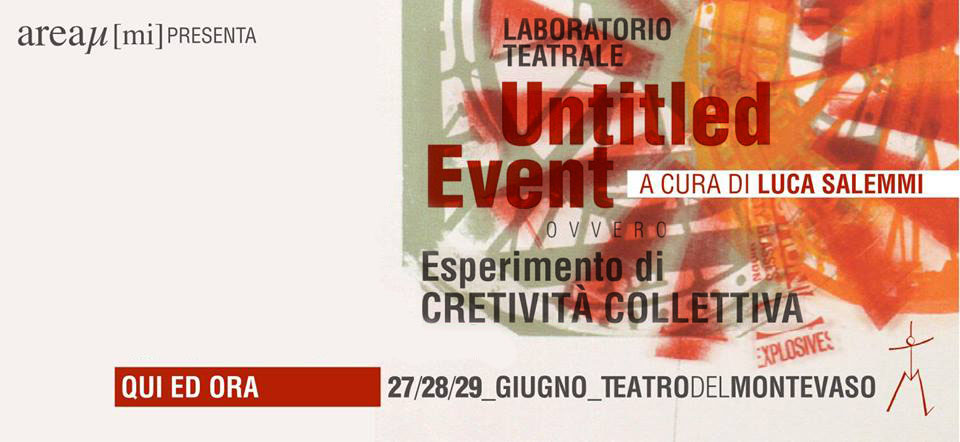 areaµ[mi]PRESENTA
LABORATORIO
TEATRALE
Untitled
Event
A CURA DI LUCA SALEMMI
OVVERO
Esperimento di
CRETIVITÀ COLLETTIVA
EXPLOSIVES
QUI ED ORA
27/28/29_GIUGNO_TEATRODELMONTEVASO